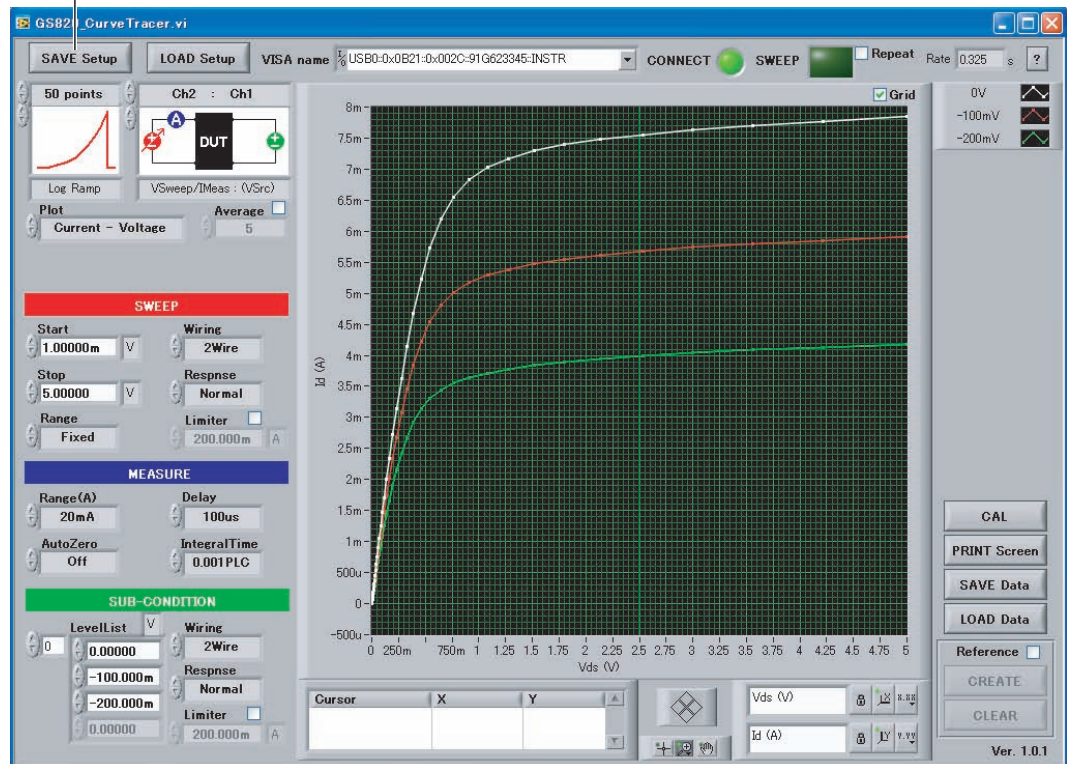 GS820_CurveTracer.vi
SAVE Setup
LOAD Setup
VISA name
USB0::0x0B21::0x002C::91G623345::INSTR
CONNECT
SWEEP
Repeat
Rate 0.325 s
?
50 points
Ch2 : Ch1
A
DUT
Log Ramp
VSweep/IMeas : (VSrc)
Plot
Current - Voltage
Average
5
SWEEP
Start
1.00000m V
Wiring
2Wire
Stop
5.00000 V
Respnse
Normal
Range
Fixed
Limiter
200.000m A
MEASURE
Range(A)
20mA
Delay
100us
AutoZero
Off
IntegralTime
0.001PLC
SUB-CONDITION
LevelList V
0
0.00000
-100.000m
-200.000m
0.00000
Wiring
2Wire
Respnse
Normal
Limiter
200.000m A
Grid
8m
7.5m
7m
6.5m
6m
5.5m
5m
4.5m
4m
3.5m
3m
2.5m
2m
1.5m
1m
500u
0
-500u
Id (A)
0 250m 750m 1 1.25 1.5 1.75 2 2.25 2.5 2.75 3 3.25 3.5 3.75 4 4.25 4.5 4.75 5
Vds (V)
Cursor X Y
Vds (V)
X x.xx
Id (A)
Y y.yy
0V
-100mV
-200mV
CAL
PRINT Screen
SAVE Data
LOAD Data
Reference
CREATE
CLEAR
Ver. 1.0.1